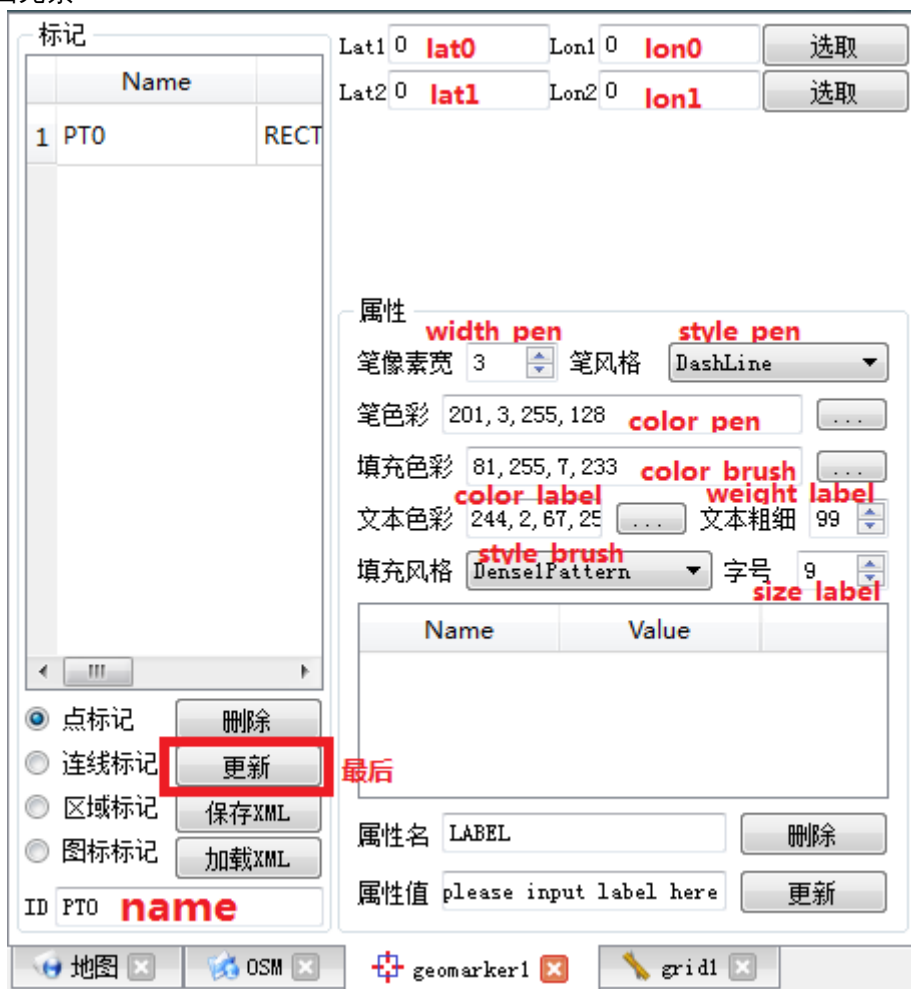 标记
Name
1 PT0 RECT
Lat1 0 lat0 Lon1 0 lon0 选取
Lat2 0 lat1 Lon2 0 lon1 选取
属性
width pen style pen
笔像素宽 3 笔风格 DashLine
笔色彩 201,3,255,128 color pen ...
填充色彩 81,255,7,233 color brush ...
color label weight label
文本色彩 244,2,67,25 ... 文本粗细 99
style brush
填充风格 Dense1Pattern 字号 9
size label
Name Value
点标记 删除
连线标记 更新 最后
区域标记 保存XML
图标标记 加载XML
ID PT0 name
属性名 LABEL 删除
属性值 please input label here 更新
地图 OSM geomarker1 grid1